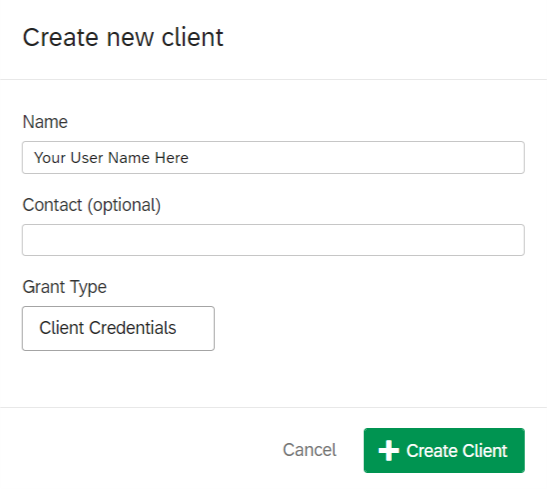 Create new client
Name
Your User Name Here
Contact (optional)
Grant Type
Client Credentials
Cancel
Create Client